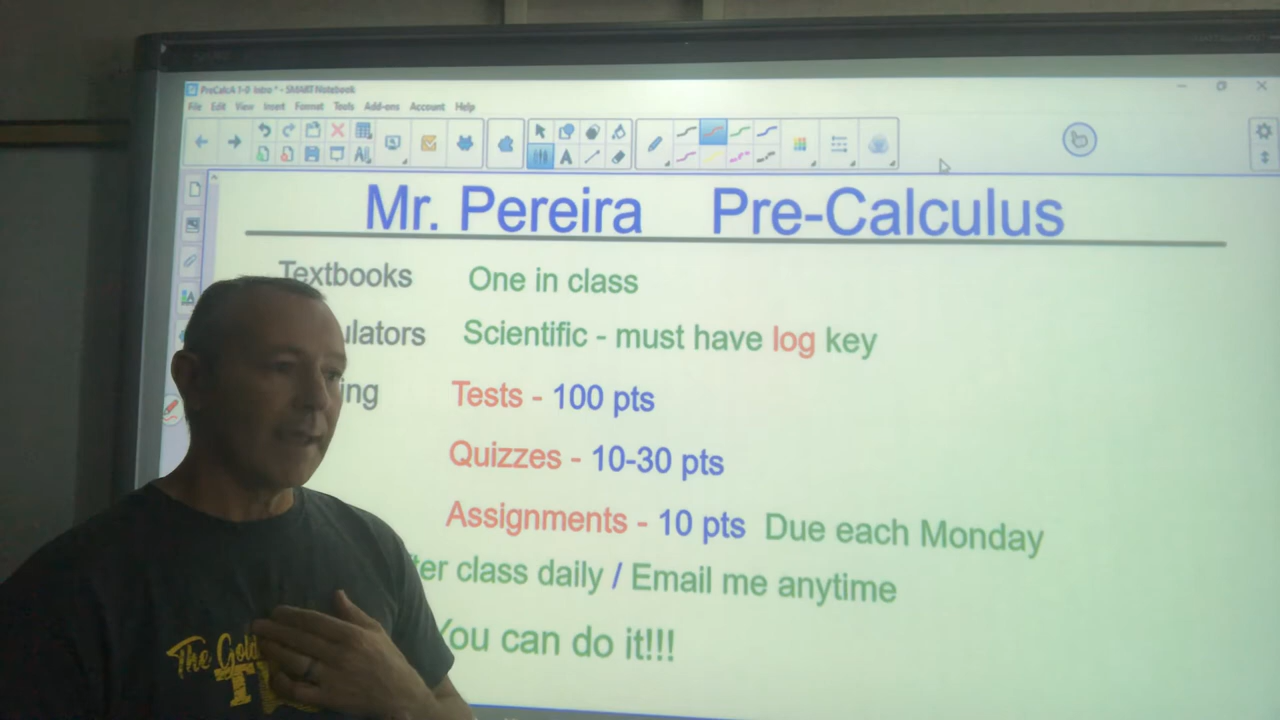 PreCalcA 1-0 Intro * - SMART Notebook
File Edit View Insert Format Tools Add-ons Account Help
Mr. Pereira Pre-Calculus
Textbooks One in class
ulators Scientific - must have log key
ing Tests - 100 pts
Quizzes - 10-30 pts
Assignments - 10 pts Due each Monday
ter class daily / Email me anytime
You can do it!!!
The Gold